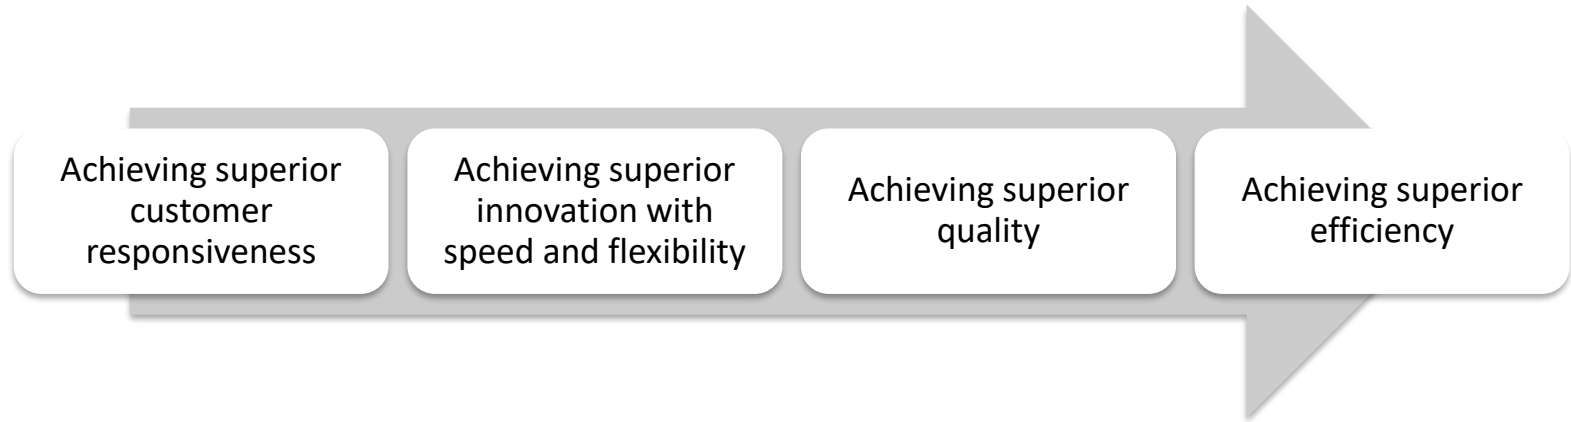 Achieving superior
customer
responsiveness
Achieving superior
innovation with
speed and flexibility
Achieving superior
quality
Achieving superior
efficiency